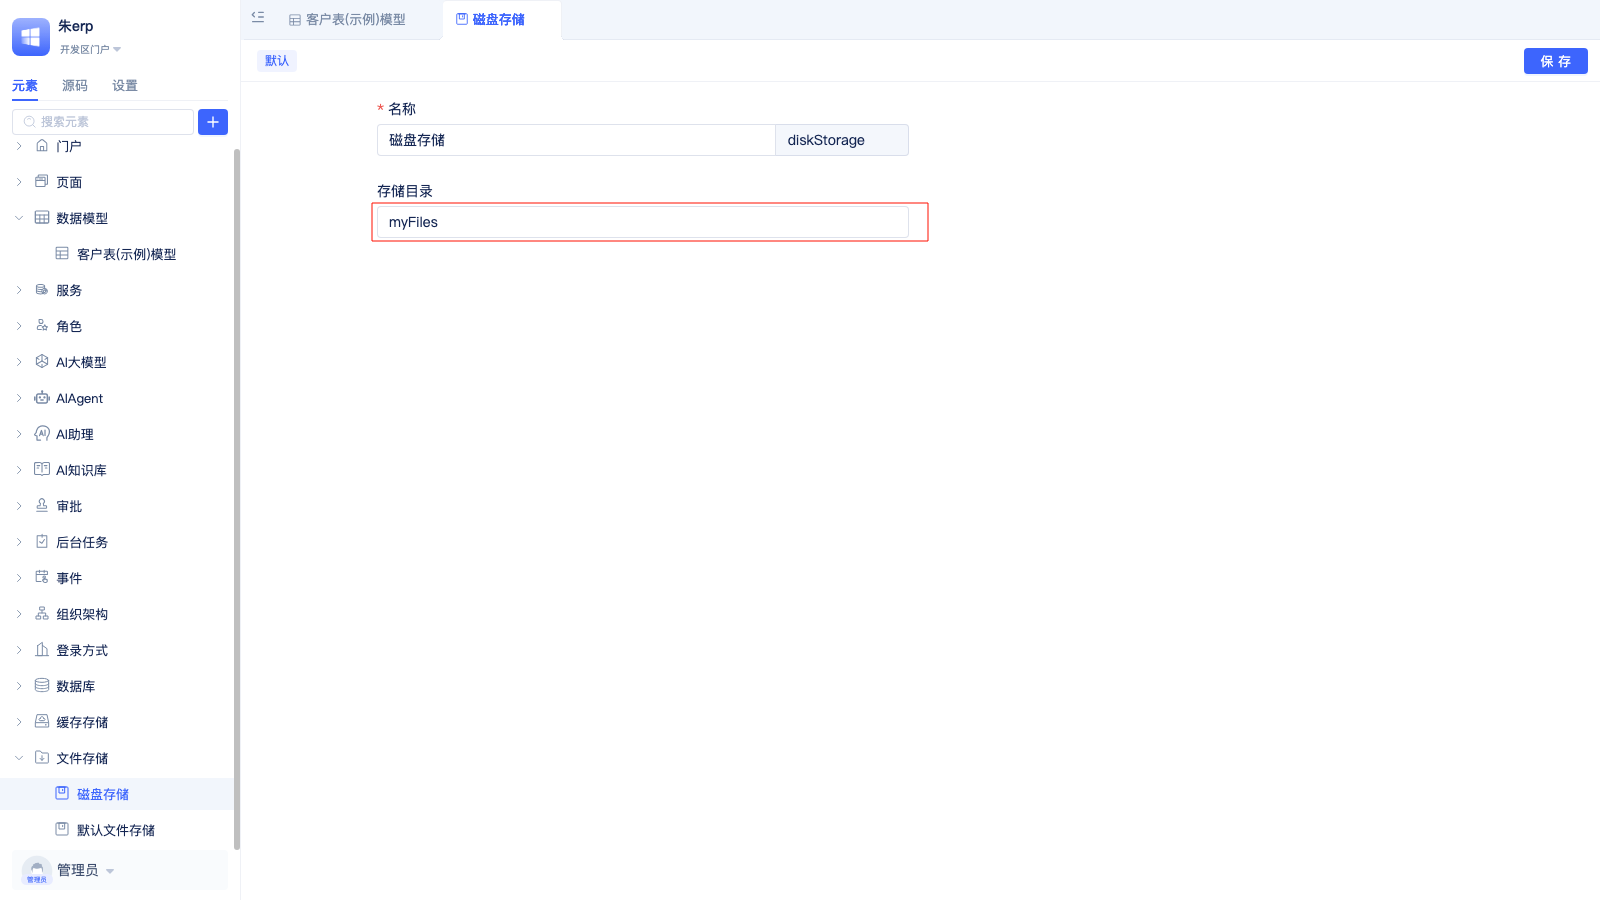 朱erp
开发区门户
元素 源码 设置
搜索元素
门户
页面
数据模型
客户表(示例)模型
服务
角色
AI大模型
AIAgent
AI助理
AI知识库
审批
后台任务
事件
组织架构
登录方式
数据库
缓存存储
文件存储
磁盘存储
默认文件存储
管理员
管理员
客户表(示例)模型 磁盘存储
默认 保存
* 名称
磁盘存储 diskStorage
存储目录
myFiles